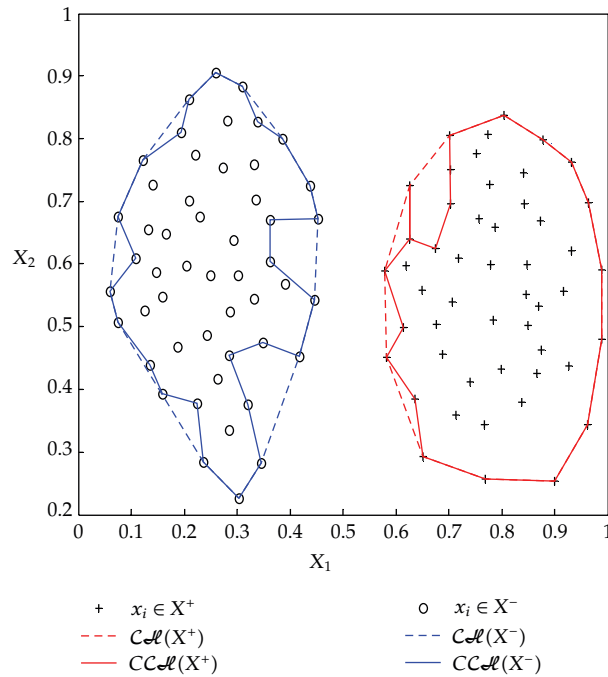 1
0.9
0.8
0.7
0.6
0.5
0.4
0.3
0.2
X₂
0 0.1 0.2 0.3 0.4 0.5 0.6 0.7 0.8 0.9 1
X₁
xᵢ ∈ X⁺ xᵢ ∈ X⁻
𝒞ℋ(X⁺) 𝒞ℋ(X⁻)
C𝒞ℋ(X⁺) C𝒞ℋ(X⁻)